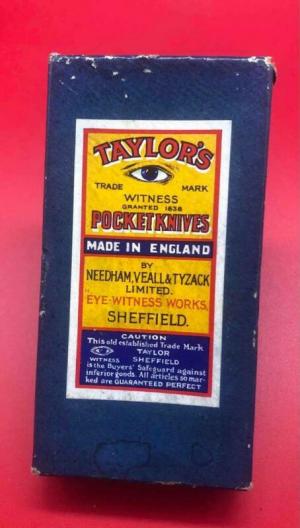 TAYLOR'S
TRADE MARK
WITNESS
GRANTED 1838
POCKETKNIVES
MADE IN ENGLAND
BY
NEEDHAM, VEALL & TYZACK
LIMITED.
EYE-WITNESS WORKS,
SHEFFIELD.
CAUTION
This old established Trade Mark
TAYLOR
WITNESS SHEFFIELD
is the Buyers' Safeguard against
inferior goods. All articles so mar-
ked are GUARANTEED PERFECT